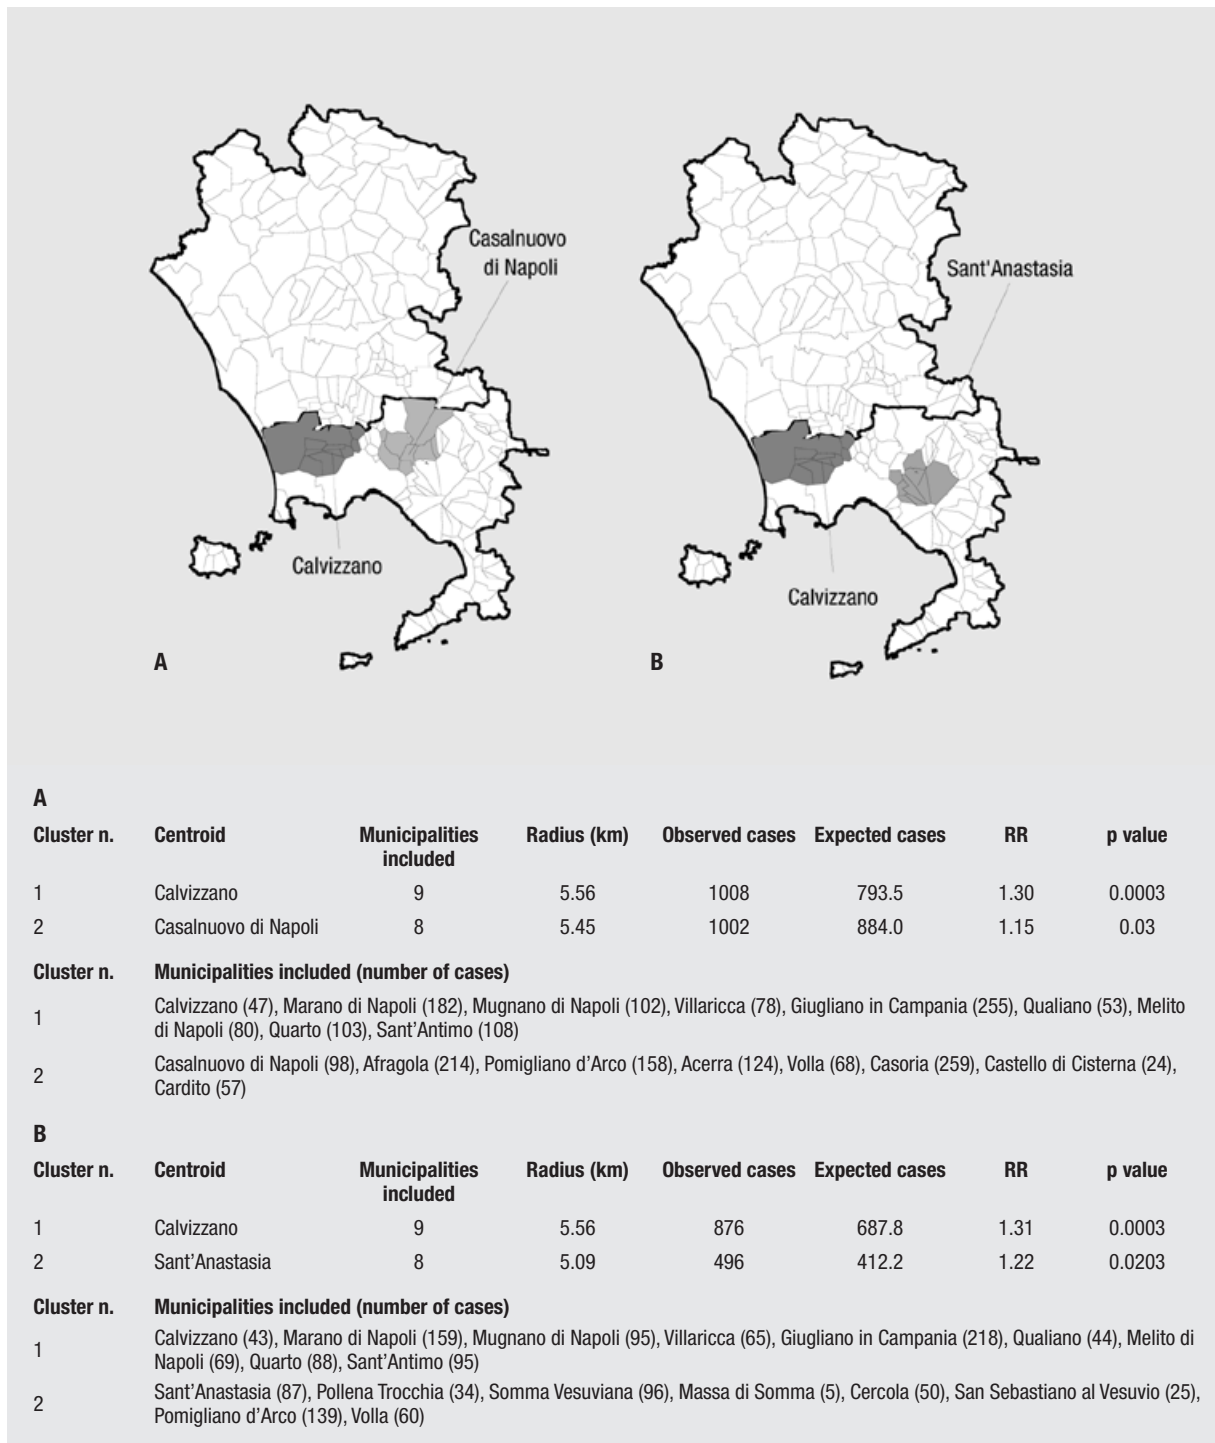 Casalnuovo
di Napoli
Sant'Anastasia
Calvizzano
Calvizzano
A
B
A
Cluster n. Centroid Municipalities included Radius (km) Observed cases Expected cases RR p value
1 Calvizzano 9 5.56 1008 793.5 1.30 0.0003
2 Casalnuovo di Napoli 8 5.45 1002 884.0 1.15 0.03
Cluster n. Municipalities included (number of cases)
1 Calvizzano (47), Marano di Napoli (182), Mugnano di Napoli (102), Villaricca (78), Giugliano in Campania (255), Qualiano (53), Melito
di Napoli (80), Quarto (103), Sant’Antimo (108)
2 Casalnuovo di Napoli (98), Afragola (214), Pomigliano d’Arco (158), Acerra (124), Volla (68), Casoria (259), Castello di Cisterna (24),
Cardito (57)
B
Cluster n. Centroid Municipalities included Radius (km) Observed cases Expected cases RR p value
1 Calvizzano 9 5.56 876 687.8 1.31 0.0003
2 Sant’Anastasia 8 5.09 496 412.2 1.22 0.0203
Cluster n. Municipalities included (number of cases)
1 Calvizzano (43), Marano di Napoli (159), Mugnano di Napoli (95), Villaricca (65), Giugliano in Campania (218), Qualiano (44), Melito di
Napoli (69), Quarto (88), Sant’Antimo (95)
2 Sant’Anastasia (87), Pollena Trocchia (34), Somma Vesuviana (96), Massa di Somma (5), Cercola (50), San Sebastiano al Vesuvio (25),
Pomigliano d’Arco (139), Volla (60)